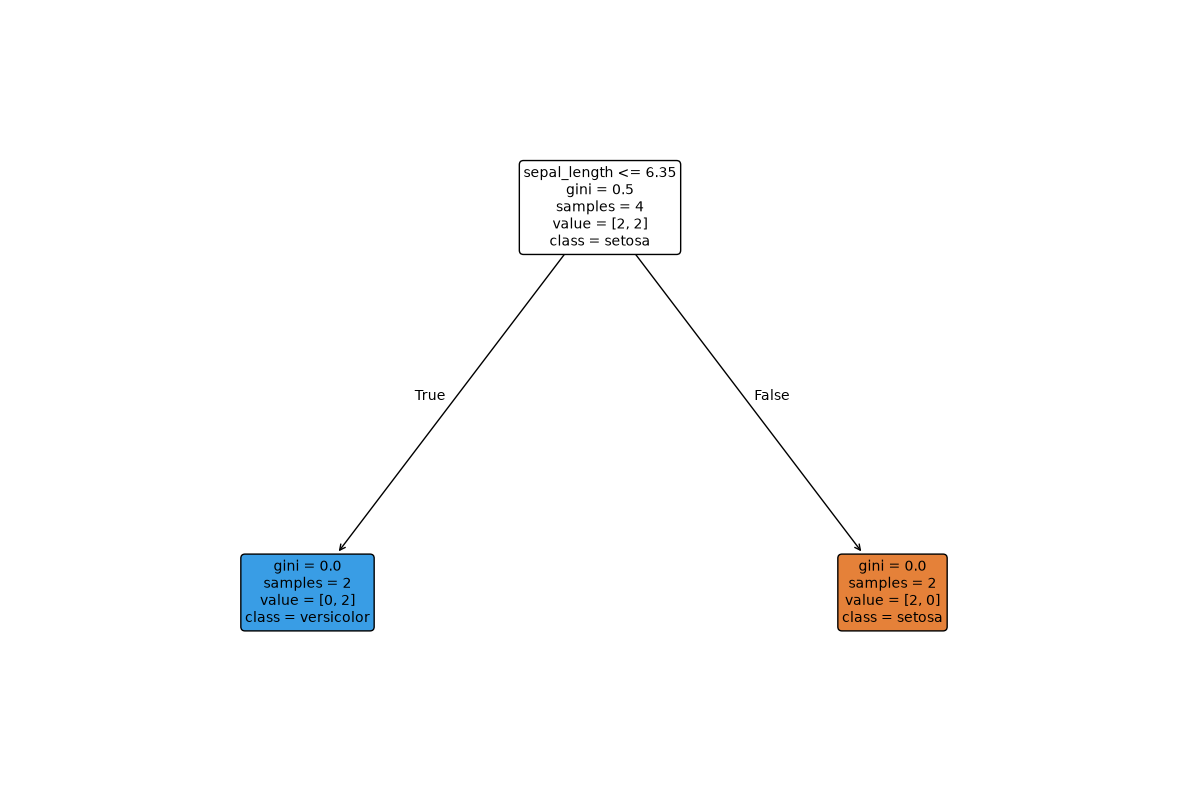 sepal_length <= 6.35
gini = 0.5
samples = 4
value = [2, 2]
class = setosa
True
False
gini = 0.0
samples = 2
value = [0, 2]
class = versicolor
gini = 0.0
samples = 2
value = [2, 0]
class = setosa